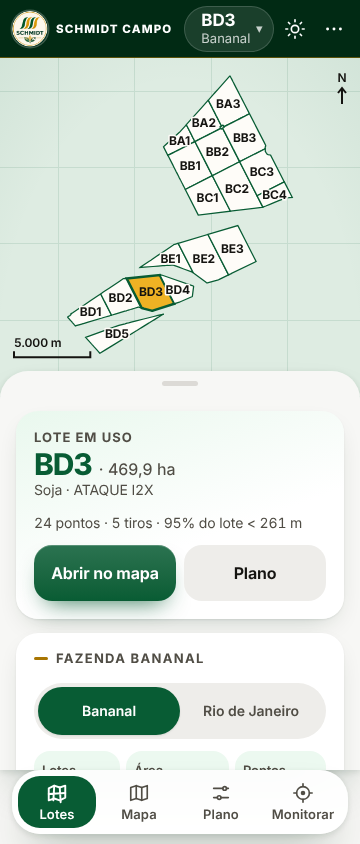 SCHMIDT
SCHMIDT CAMPO
BD3
Bananal
N
BA3
BA2
BA1
BB3
BB2
BB1
BC3
BC2
BC4
BC1
BE3
BE2
BE1
BD3
BD4
BD2
BD1
BD5
5.000 m
LOTE EM USO
BD3 · 469,9 ha
Soja · ATAQUE I2X
24 pontos · 5 tiros · 95% do lote < 261 m
Abrir no mapa
Plano
FAZENDA BANANAL
Bananal
Rio de Janeiro
Lotes
Área
Pontos
Lotes
Mapa
Plano
Monitorar